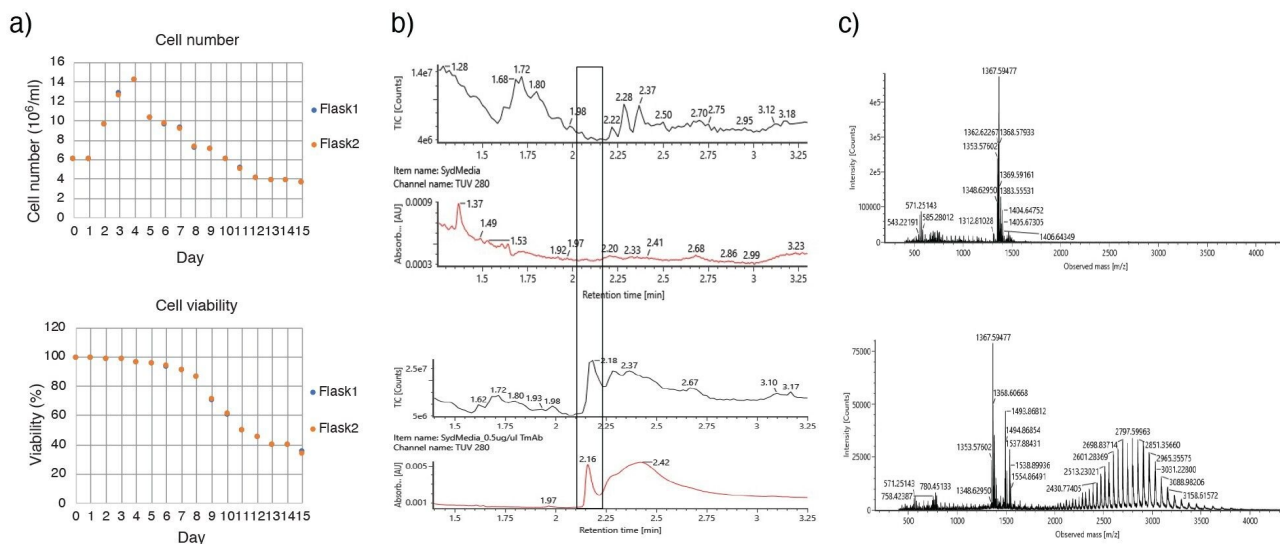 a)
Cell number
Cell number (10⁶/ml)
16
14
12
10
8
6
4
2
0
0 1 2 3 4 5 6 7 8 9 10 11 12 13 14 15
Day
Flask1
Flask2
Cell viability
Viability (%)
120
100
80
60
40
20
0
0 1 2 3 4 5 6 7 8 9 10 11 12 13 14 15
Day
Flask1
Flask2
b)
TIC [Counts]
1.4e7
4e6
1.28
1.68
1.72
1.80
1.98
2.22
2.28
2.37
2.50
2.70
2.75
2.95
3.12
3.18
1.5 1.75 2 2.25 2.5 2.75 3 3.25
Item name: SydMedia
Channel name: TUV 280
Absorb... [AU]
0.0009
0.0003
1.37
1.49
1.53
1.92
1.97
2.20
2.33
2.41
2.68
2.86
2.99
3.23
1.5 1.75 2 2.25 2.5 2.75 3 3.25
Retention time [min]
TIC [Counts]
2.5e7
5e6
1.62
1.72
1.80
1.93
1.98
2.18
2.37
2.67
3.10
3.17
1.5 1.75 2 2.25 2.5 2.75 3 3.25
Item name: SydMedia_0.5ug/ul TmAb
Channel name: TUV 280
Absorb... [AU]
0.005
0.001
1.97
2.16
2.42
1.5 1.75 2 2.25 2.5 2.75 3 3.25
Retention time [min]
c)
Intensity [Counts]
4e5
3e5
2e5
100000
0
1367.59477
1362.62267
1368.57933
1353.57602
1369.59161
1348.62950
1383.55531
571.25143
543.22191
585.28012
1312.81028
1404.64752
1405.67305
1406.64349
500 1000 1500 2000 2500 3000 3500 4000
Observed mass [m/z]
Intensity [Counts]
75000
50000
25000
0
1367.59477
1368.60668
1493.86812
1494.86854
1353.57602
1537.88431
1538.89936
1554.86491
571.25143
780.45133
758.42387
1348.62950
2797.59963
2698.83714
2851.35660
2601.28369
2965.35575
2513.23021
3031.22800
2430.77405
3088.98206
3158.61572
500 1000 1500 2000 2500 3000 3500 4000
Observed mass [m/z]